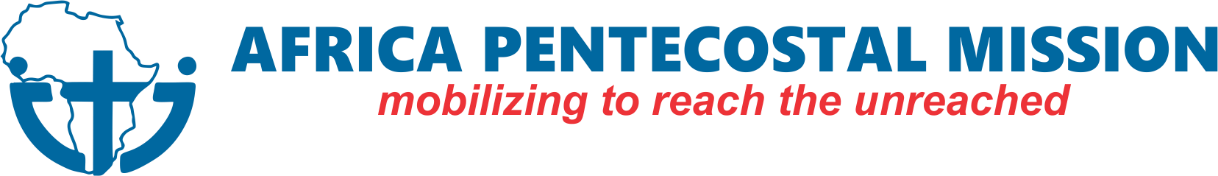 AFRICA PENTECOSTAL MISSION
mobilizing to reach the unreached